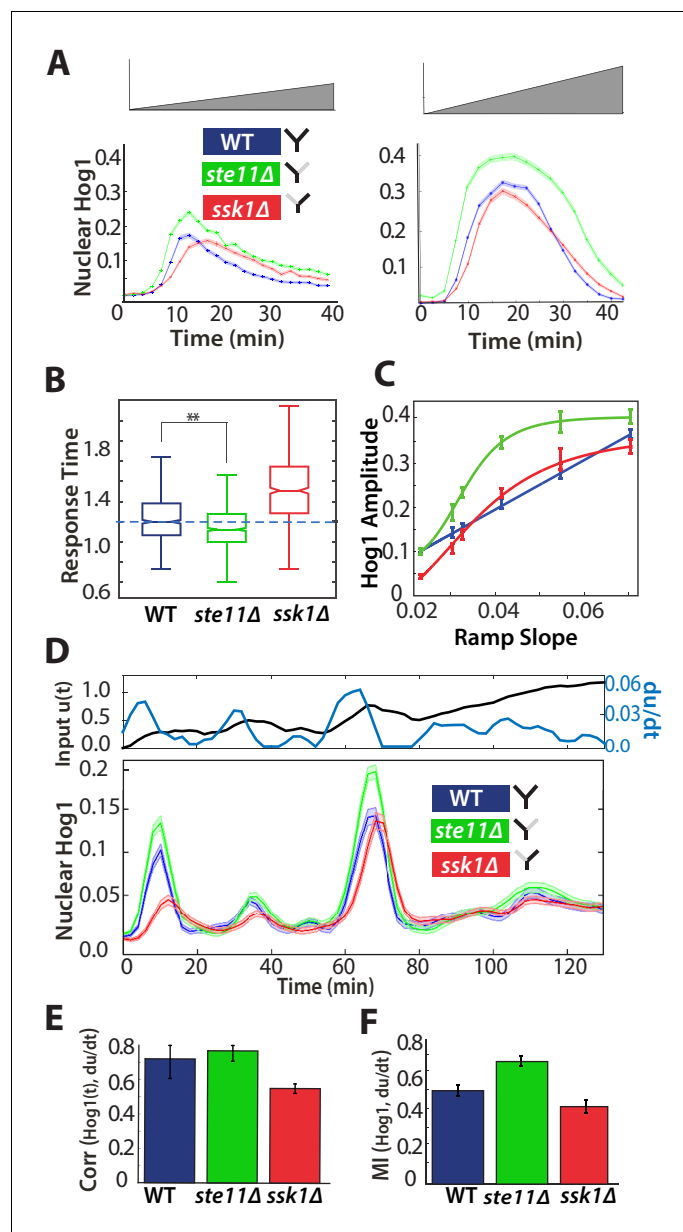 A
WT
ste11Δ
ssk1Δ
Nuclear Hog1
0.4
0.3
0.2
0.1
0 10 20 30 40
Time (min)
0.4
0.3
0.2
0.1
0 10 20 30 40
Time (min)
B
**
Response Time
1.8
1.4
1.0
0.6
WT ste11Δ ssk1Δ
C
Hog1 Amplitude
0.4
0.3
0.2
0.1
0
0.02 0.04 0.06
Ramp Slope
D
Input u(t)
1.0
0.5
0.0
0.06
0.03
0.0
du/dt
Nuclear Hog1
0.2
0.15
0.1
0.05
0.0
WT
ste11Δ
ssk1Δ
0 20 40 60 80 100 120
Time (min)
E
Corr (Hog1(t), du/dt)
0.8
0.6
0.4
0.2
0
WT ste11Δ ssk1Δ
F
MI (Hog1, du/dt)
0.8
0.6
0.4
0.2
0
WT ste11Δ ssk1Δ